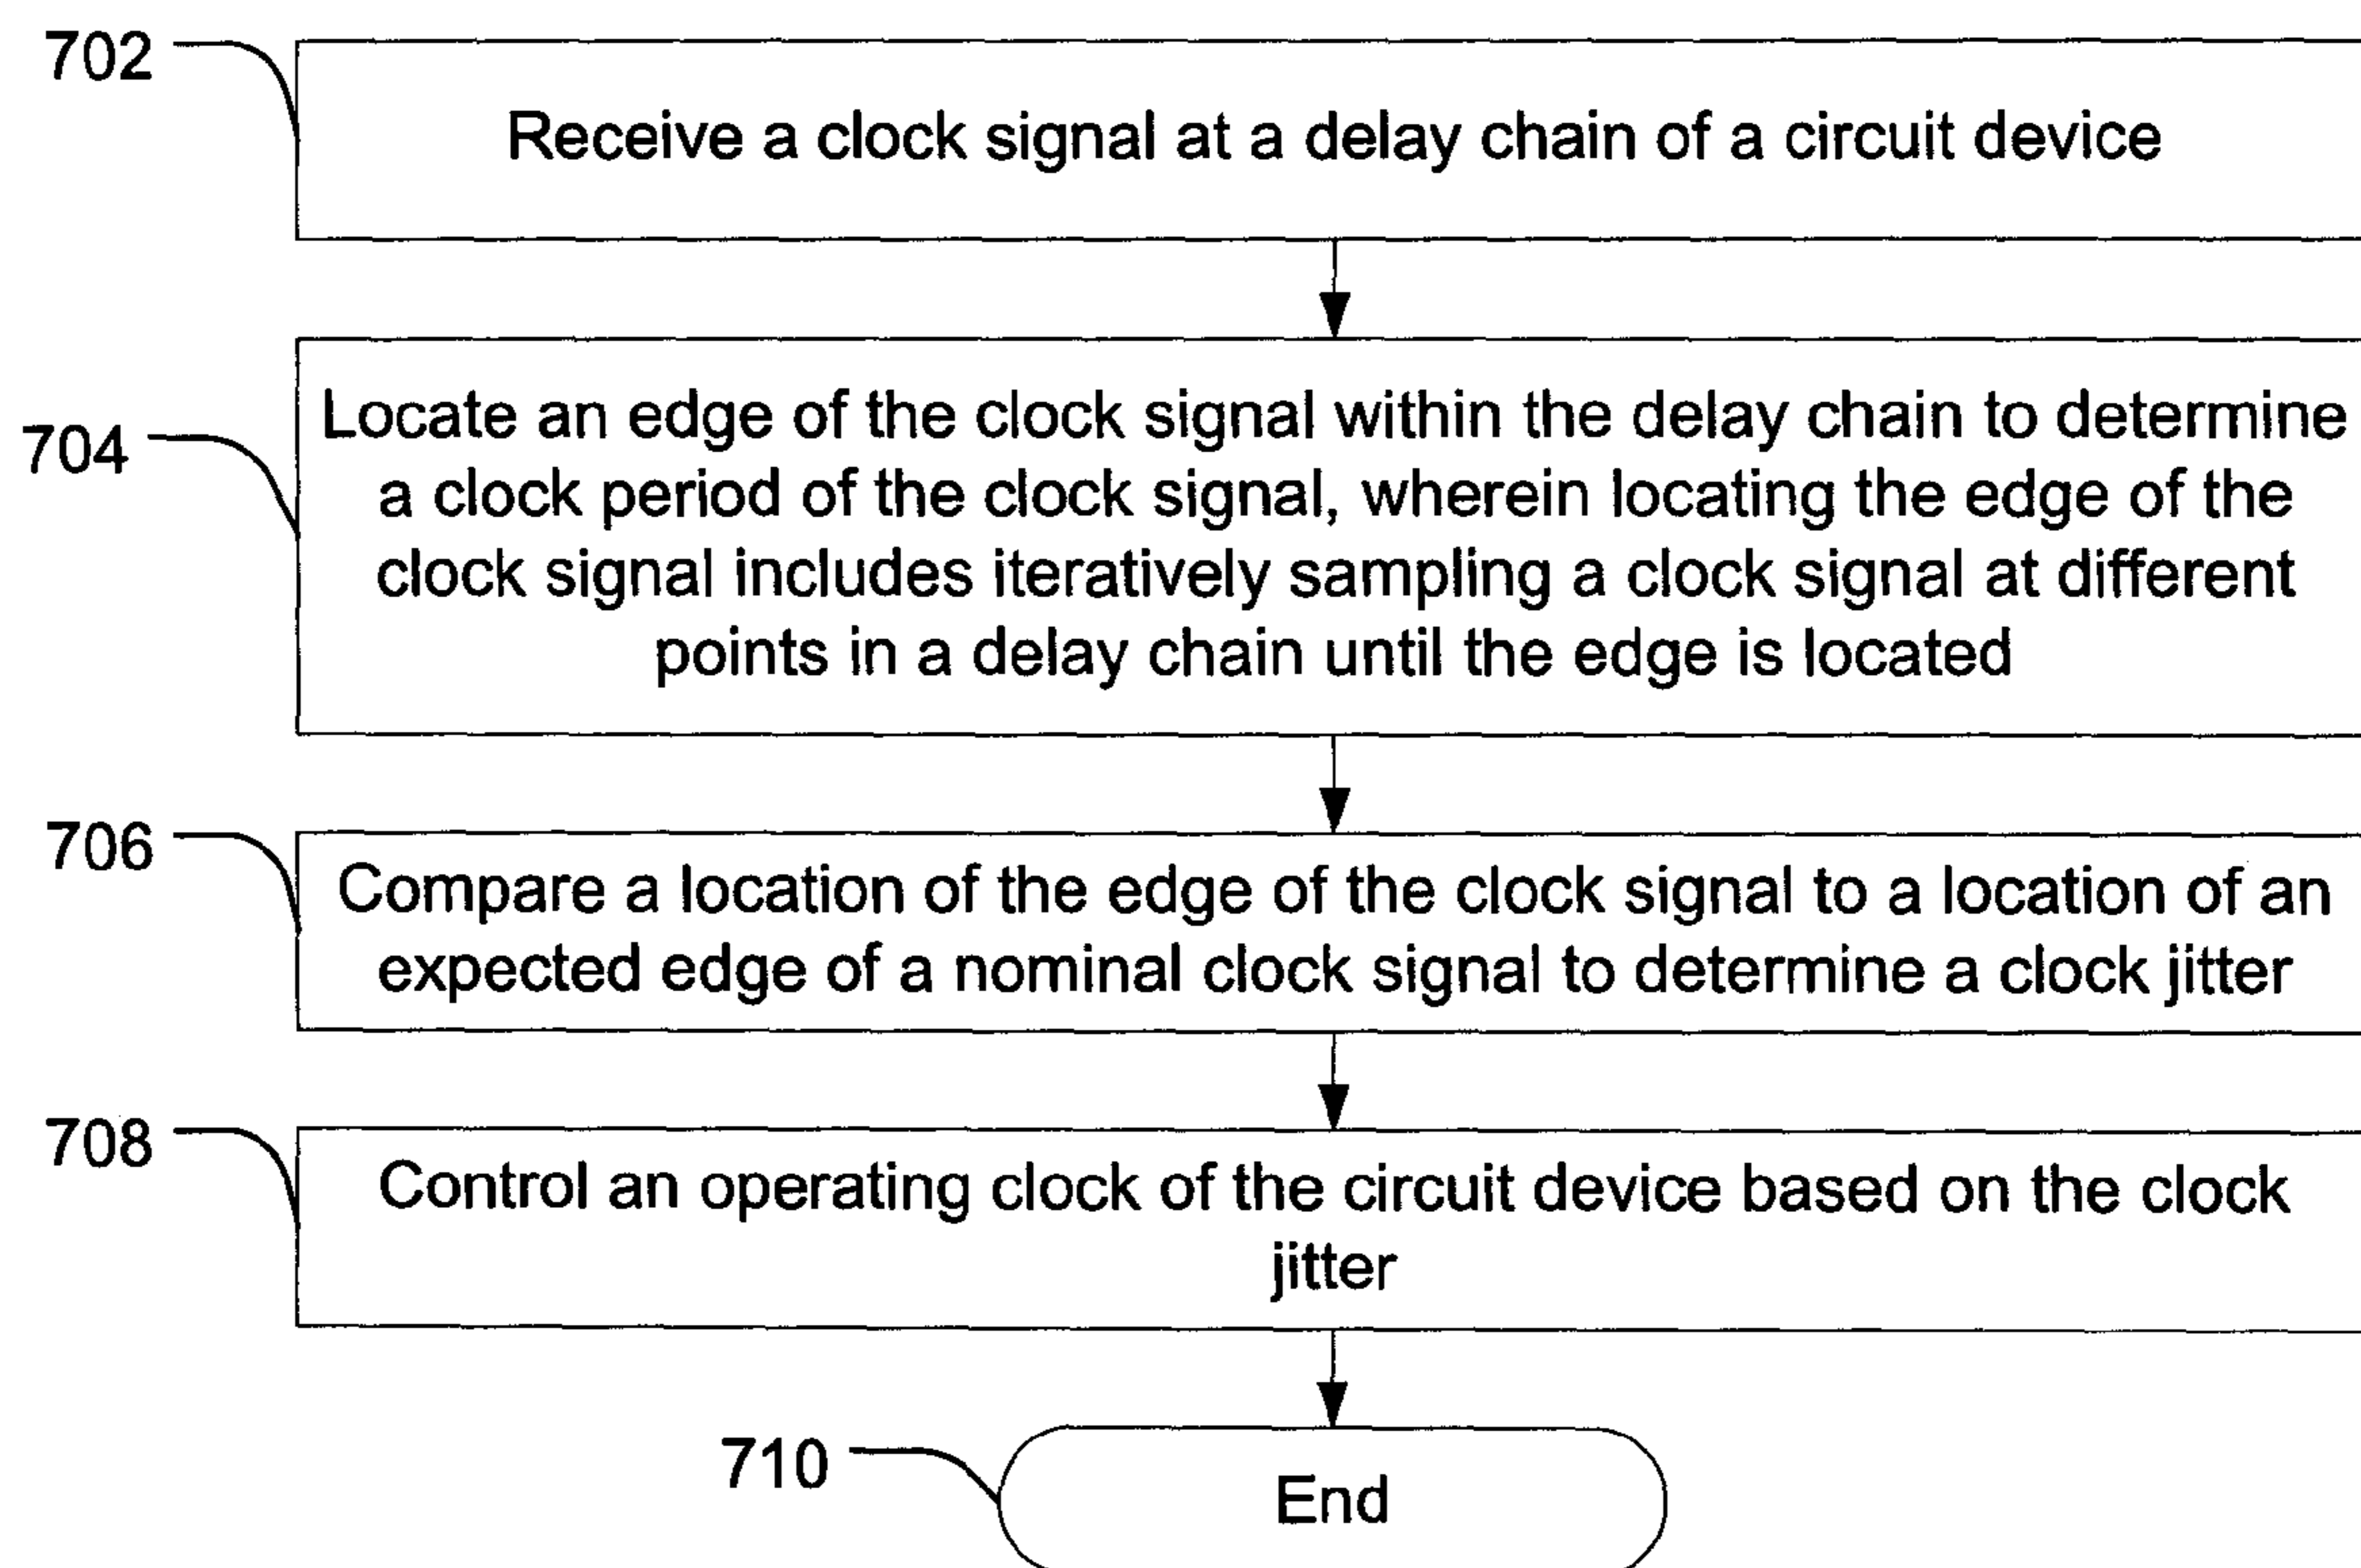 702
Receive a clock signal at a delay chain of a circuit device
704
Locate an edge of the clock signal within the delay chain to determine
a clock period of the clock signal, wherein locating the edge of the
clock signal includes iteratively sampling a clock signal at different
points in a delay chain until the edge is located
706
Compare a location of the edge of the clock signal to a location of an
expected edge of a nominal clock signal to determine a clock jitter
708
Control an operating clock of the circuit device based on the clock
jitter
710
End